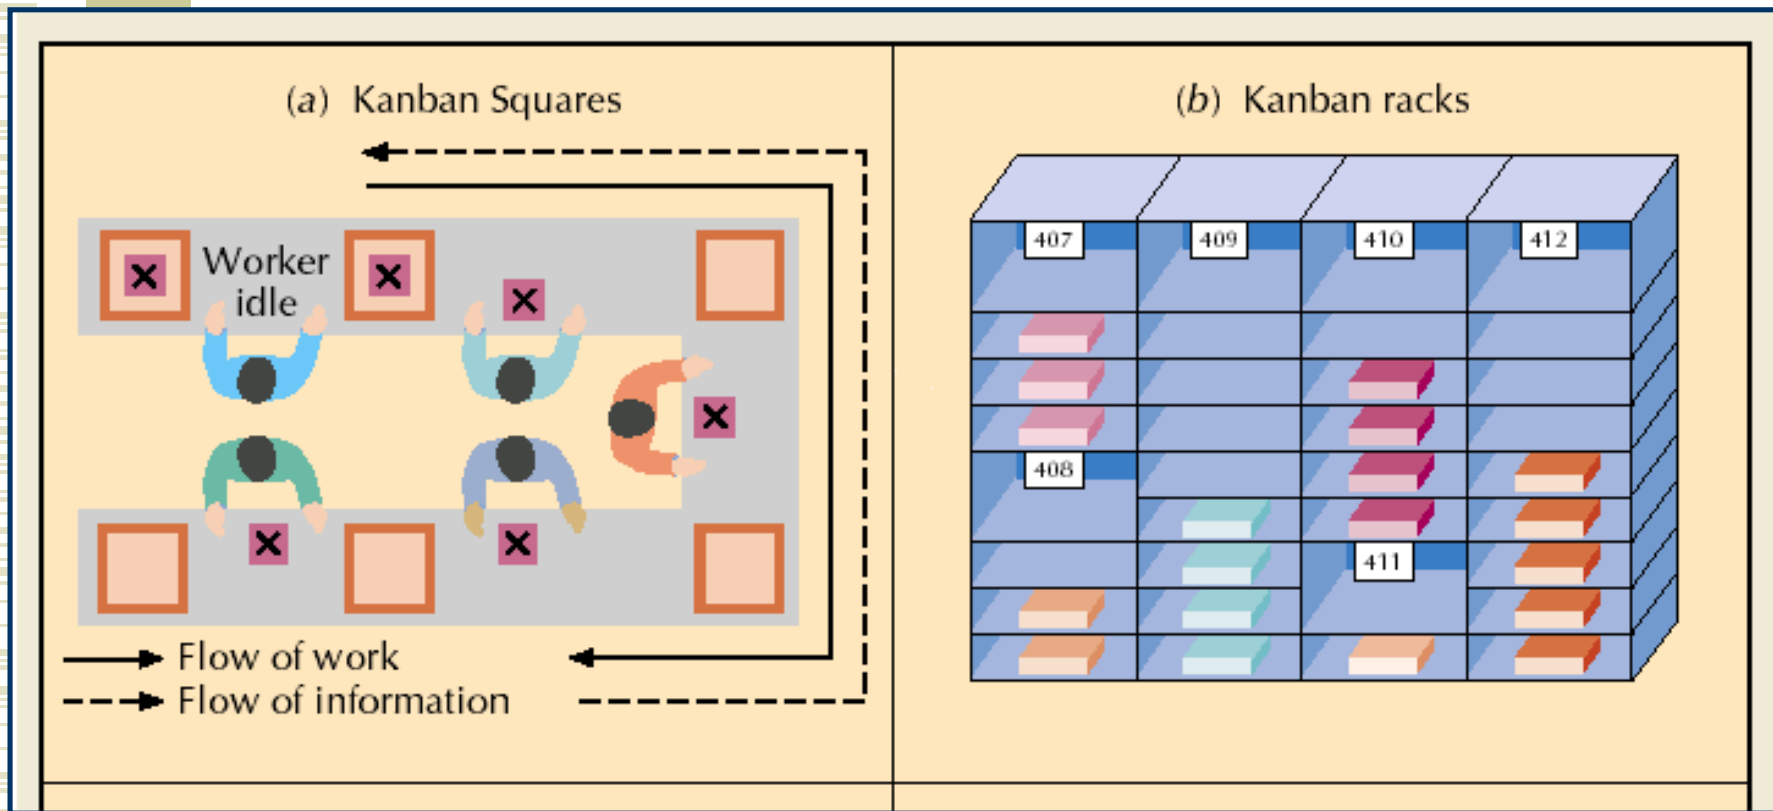 (a) Kanban Squares
Worker
idle
Flow of work
Flow of information
(b) Kanban racks
407
409
410
412
408
411